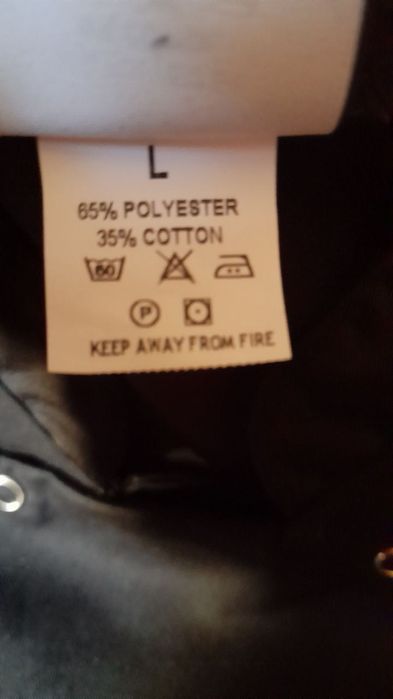 L
65% POLYESTER
35% COTTON
60
P
KEEP AWAY FROM FIRE